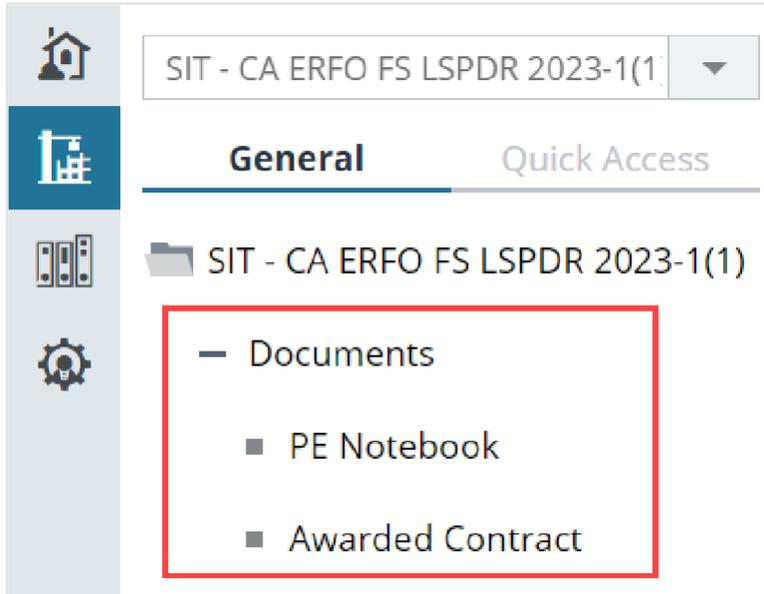 SIT - CA ERFO FS LSPDR 2023-1(1
General Quick Access
SIT - CA ERFO FS LSPDR 2023-1(1)
Documents
PE Notebook
Awarded Contract